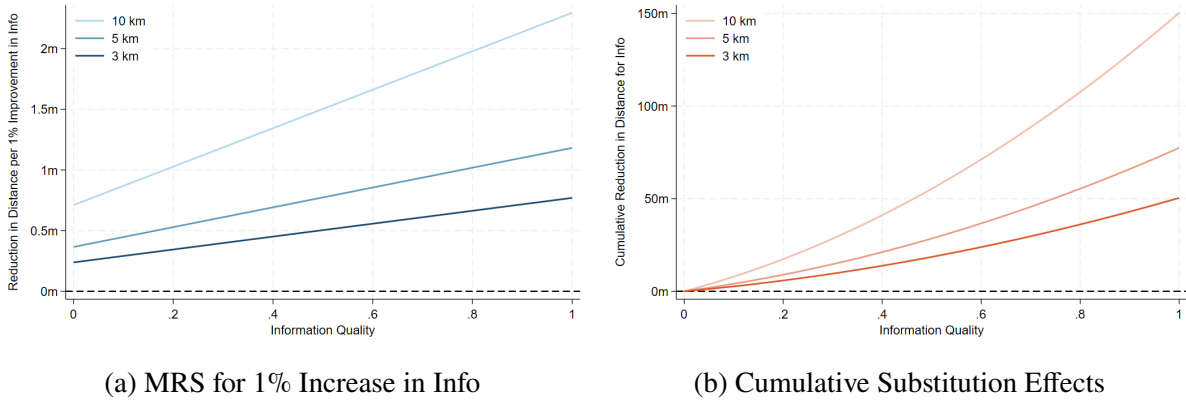 Reduction in Distance per 1% Improvement in Info
2m
1.5m
1m
0.5m
0m
10 km
5 km
3 km
0
.2
.4
.6
.8
1
Information Quality
(a) MRS for 1% Increase in Info
Cumulative Reduction in Distance for Info
150m
100m
50m
0m
10 km
5 km
3 km
0
.2
.4
.6
.8
1
Information Quality
(b) Cumulative Substitution Effects